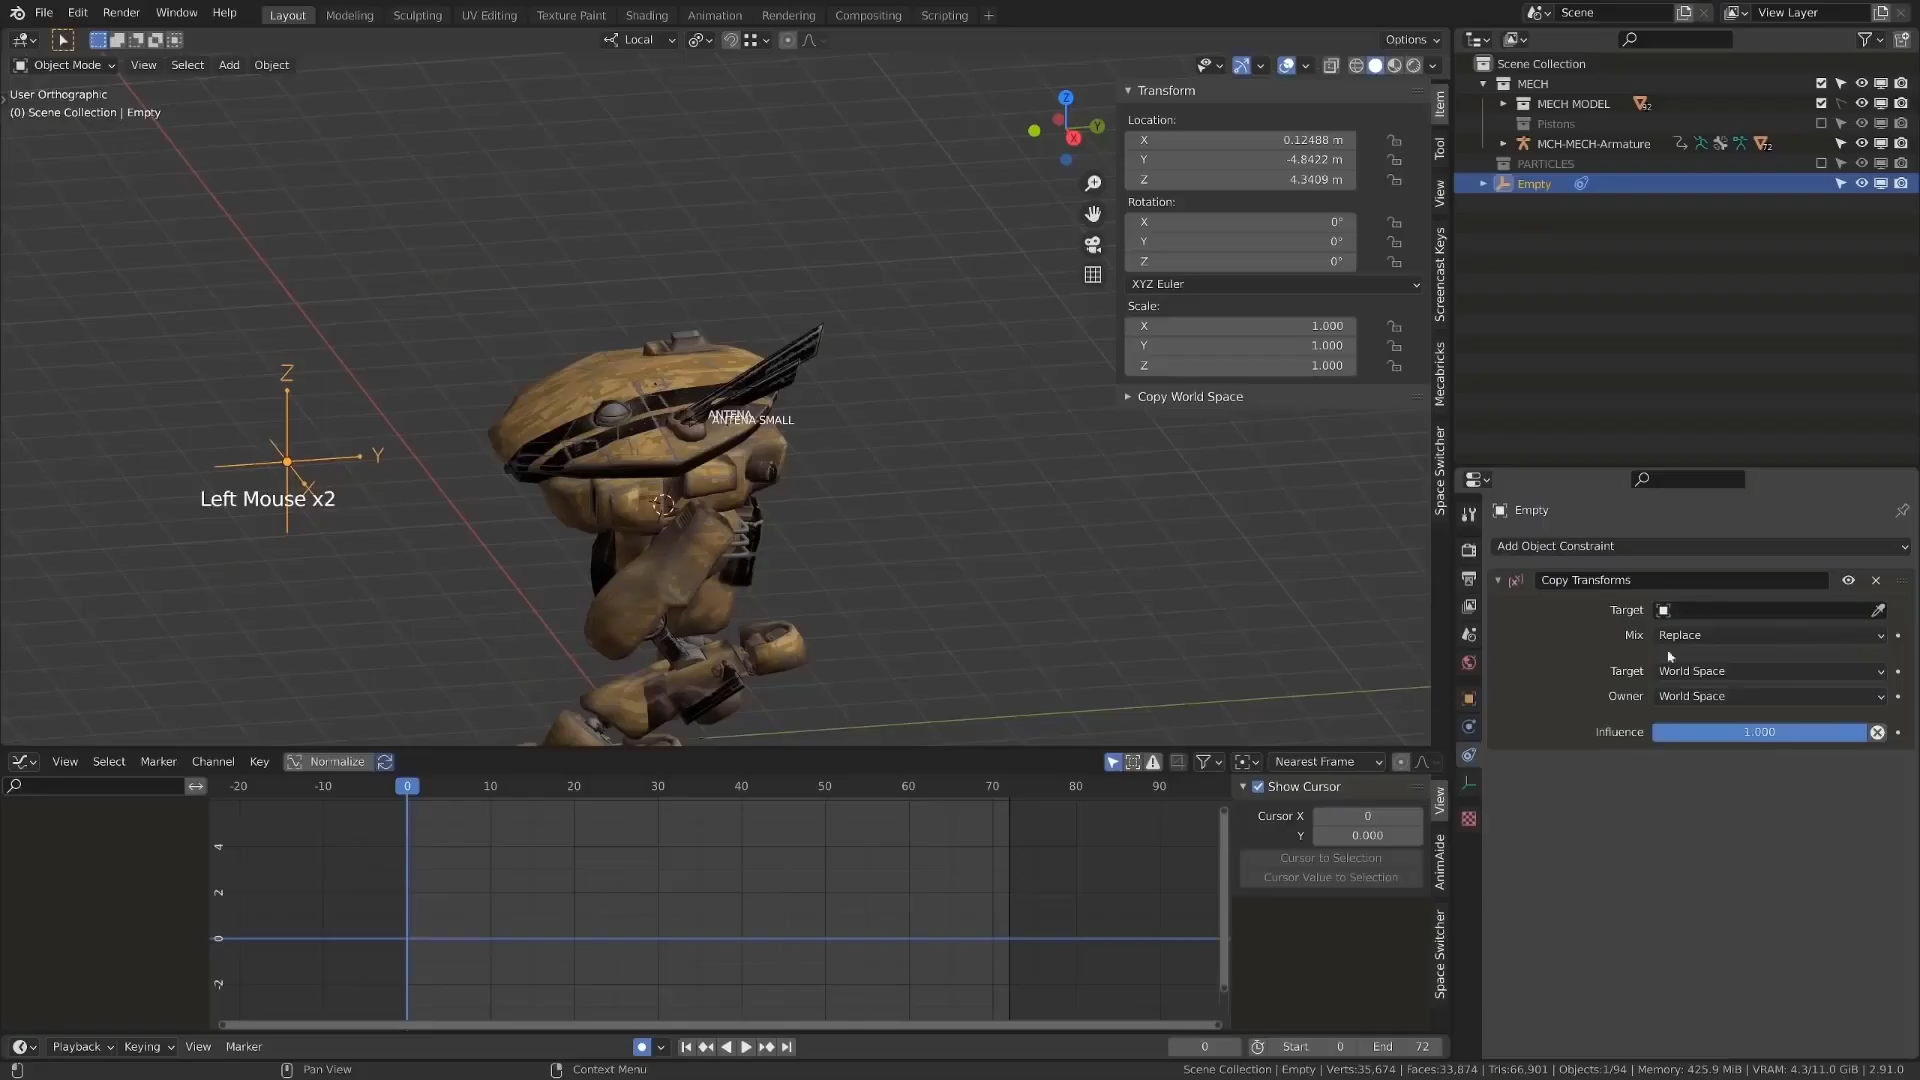 File Edit Render Window Help
Layout Modeling Sculpting UV Editing Texture Paint Shading Animation Rendering Compositing Scripting +
Scene
View Layer
Local
Options
Object Mode View Select Add Object
User Orthographic
(0) Scene Collection | Empty
Z
Y
X
Transform
Location:
X 0.12488 m
Y -4.8422 m
Z 4.3409 m
Rotation:
X 0°
Y 0°
Z 0°
XYZ Euler
Scale:
X 1.000
Y 1.000
Z 1.000
Copy World Space
Item
Tool
View
Screencast Keys
Mecabricks
Space Switcher
Z
Y
X
Left Mouse x2
ANTENA
ANTENA SMALL
Scene Collection
MECH
MECH MODEL 92
Pistons
MCH-MECH-Armature 72
PARTICLES
Empty
Empty
Add Object Constraint
Copy Transforms
Target
Mix Replace
Target World Space
Owner World Space
Influence 1.000
View Select Marker Channel Key Normalize
Nearest Frame
-20 -10 0 10 20 30 40 50 60 70 80 90
4
2
0
-2
Show Cursor
Cursor X 0
Y 0.000
Cursor to Selection
Cursor Value to Selection
View
AnimAide
Space Switcher
Playback Keying View Marker
0
Start 0
End 72
Pan View
Context Menu
Scene Collection | Empty | Verts:35,674 | Faces:33,874 | Tris:66,901 | Objects:1/94 | Memory: 425.9 MiB | VRAM: 4.3/11.0 GiB | 2.91.0